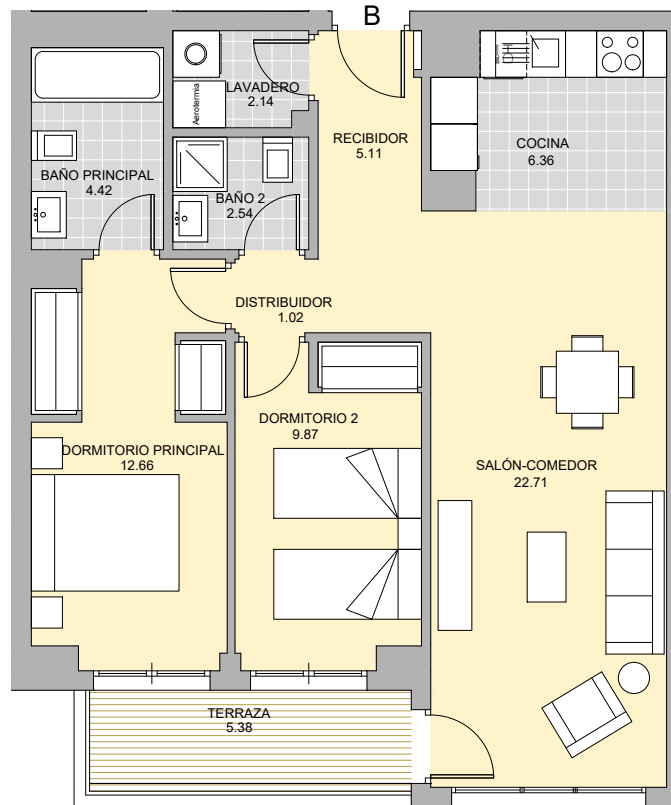 B
LAVADERO
2.14
Aerotermia
RECIBIDOR
5.11
COCINA
6.36
BAÑO PRINCIPAL
4.42
BAÑO 2
2.54
DISTRIBUIDOR
1.02
DORMITORIO 2
9.87
DORMITORIO PRINCIPAL
12.66
SALÓN-COMEDOR
22.71
TERRAZA
5.38